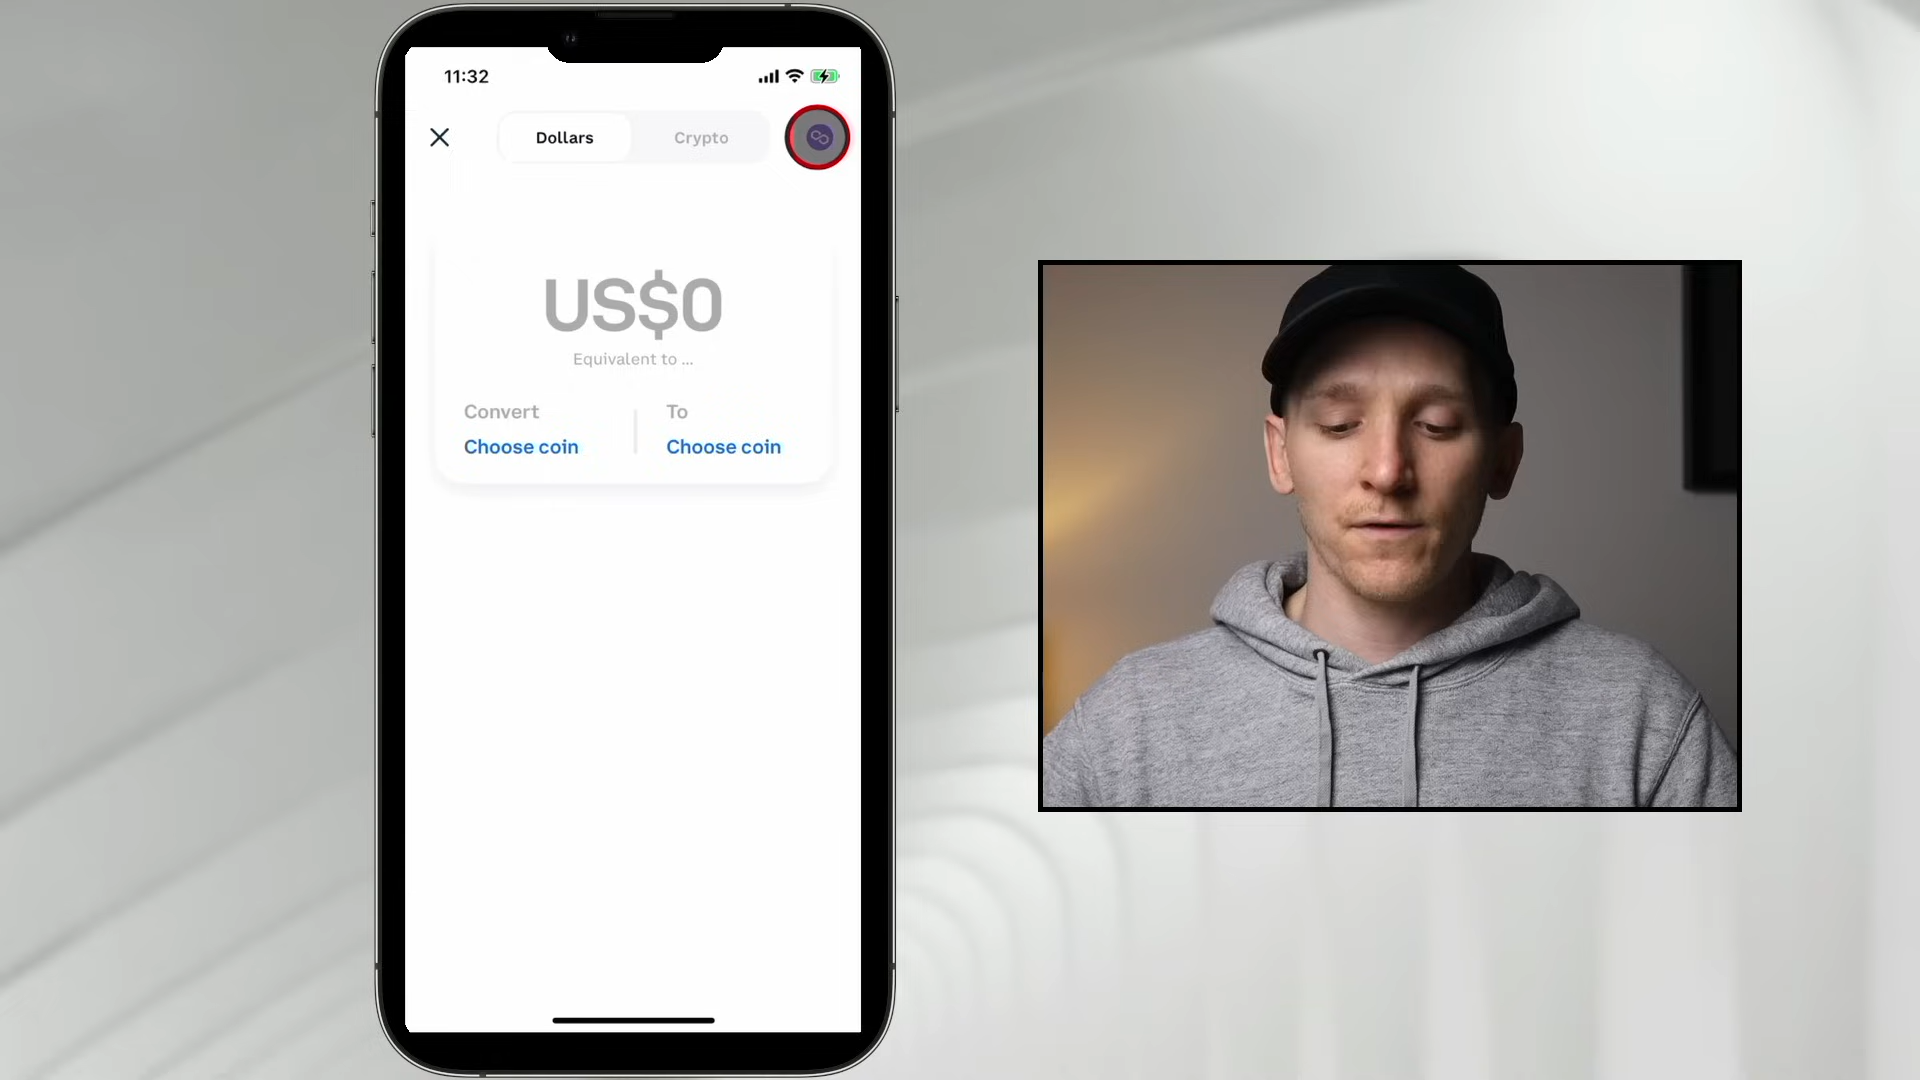 11:32
Dollars Crypto
US$0
Equivalent to ...
Convert To
Choose coin Choose coin